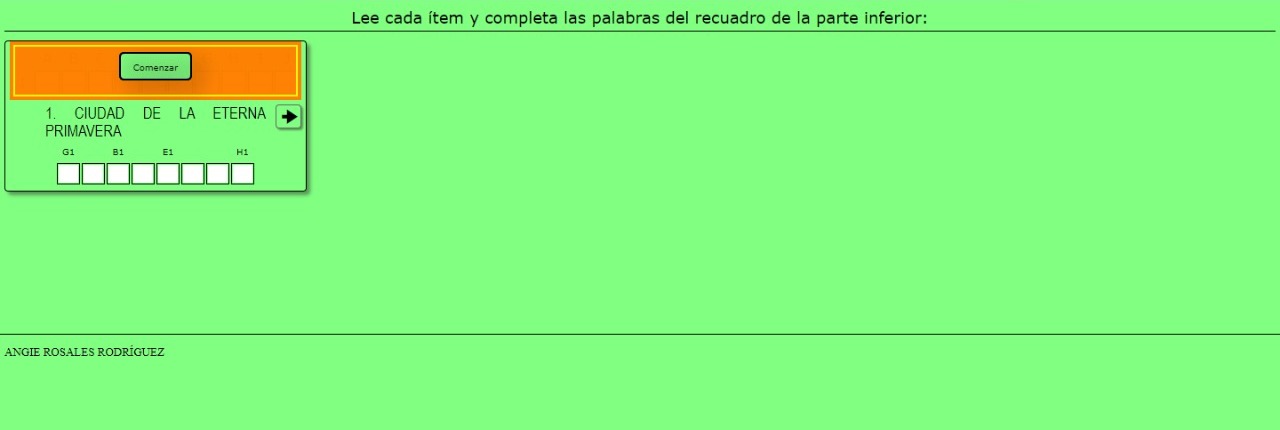 Lee cada ítem y completa las palabras del recuadro de la parte inferior:
Comenzar
1. CIUDAD DE LA ETERNA
PRIMAVERA
G1 B1 E1 H1
ANGIE ROSALES RODRÍGUEZ